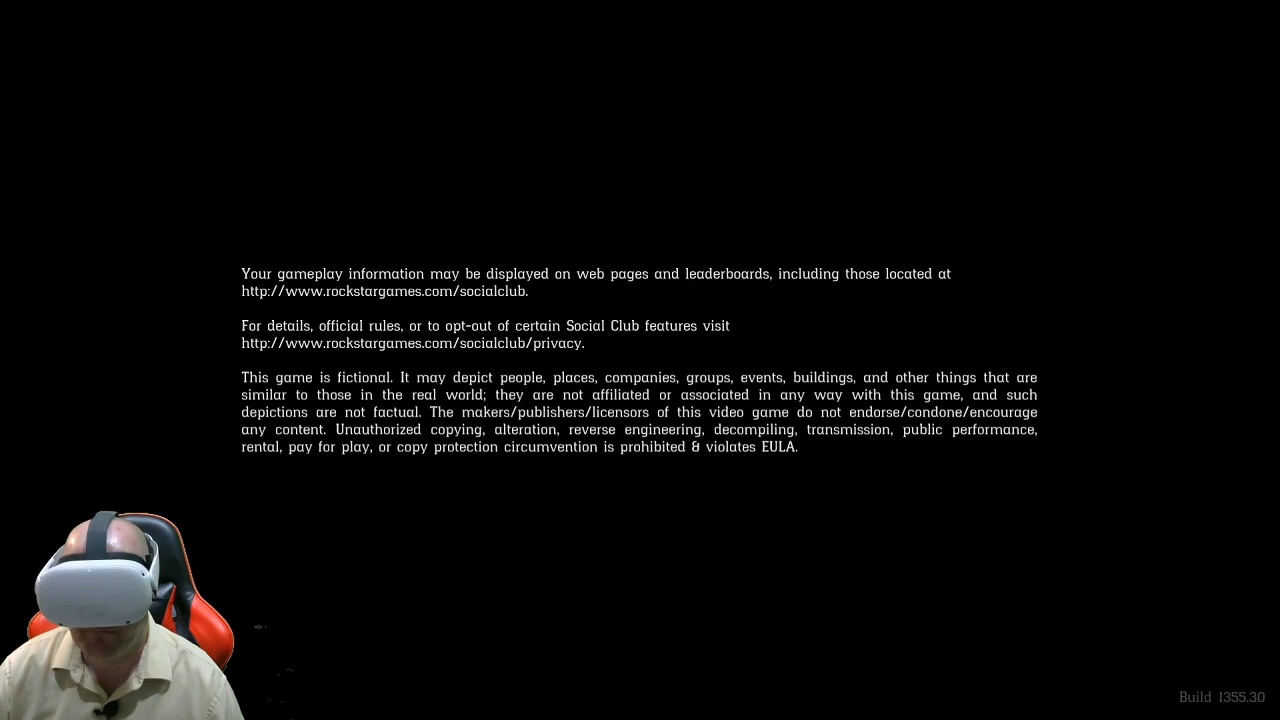 Your gameplay information may be displayed on web pages and leaderboards, including those located at
http://www.rockstargames.com/socialclub.
For details, official rules, or to opt-out of certain Social Club features visit
http://www.rockstargames.com/socialclub/privacy.
This game is fictional. It may depict people, places, companies, groups, events, buildings, and other things that are
similar to those in the real world; they are not affiliated or associated in any way with this game, and such
depictions are not factual. The makers/publishers/licensors of this video game do not endorse/condone/encourage
any content. Unauthorized copying, alteration, reverse engineering, decompiling, transmission, public performance,
rental, pay for play, or copy protection circumvention is prohibited & violates EULA.
Build 1355.30